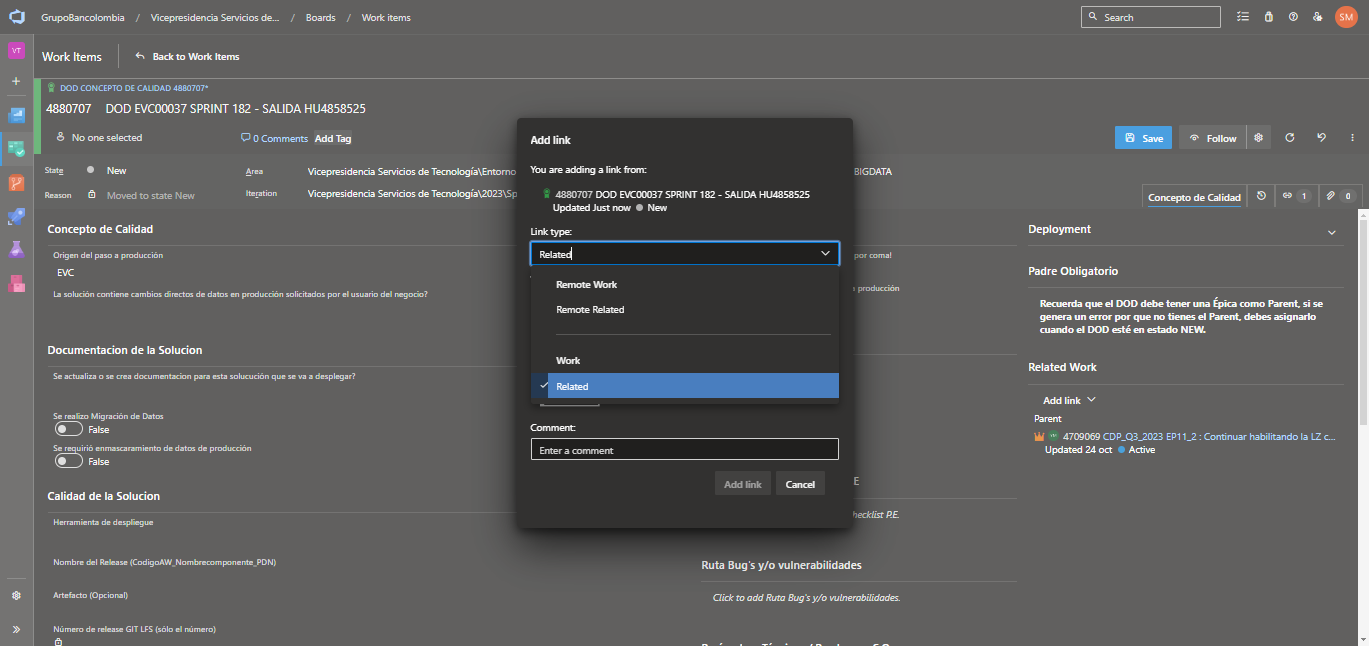 GrupoBancolombia / Vicepresidencia Servicios de... / Boards / Work items
Search
SM
VT
Work Items
Back to Work Items
DOD CONCEPTO DE CALIDAD 4880707*
4880707 DOD EVC00037 SPRINT 182 - SALIDA HU4858525
No one selected
0 Comments
Add Tag
Save
Follow
State
New
Area
Vicepresidencia Servicios de Tecnología\Entorno
BIGDATA
Reason
Moved to state New
Iteration
Vicepresidencia Servicios de Tecnología\2023\Sp
Concepto de Calidad
1
0
Concepto de Calidad
Origen del paso a producción
EVC
La solución contiene cambios directos de datos en producción solicitados por el usuario del negocio?
Documentacion de la Solucion
Se actualiza o se crea documentacion para esta solucución que se va a desplegar?
Se realizo Migración de Datos
False
Se requirió enmascaramiento de datos de producción
False
Calidad de la Solucion
Herramienta de despliegue
Nombre del Release (CodigoAW_Nombrecomponente_PDN)
Artefacto (Opcional)
Número de release GIT LFS (sólo el número)
Add link
You are adding a link from:
4880707 DOD EVC00037 SPRINT 182 - SALIDA HU4858525
Updated Just now New
Link type:
Related
Remote Work
Remote Related
Work
Related
Comment:
Enter a comment
Add link
Cancel
por comal
producción
E
hecklist P.E.
Ruta Bug's y/o vulnerabilidades
Click to add Ruta Bug's y/o vulnerabilidades.
Deployment
Padre Obligatorio
Recuerda que el DOD debe tener una Épica como Parent, si se
genera un error por que no tienes el Parent, debes asignarlo
cuando el DOD esté en estado NEW.
Related Work
Add link
Parent
4709069 CDP_Q3_2023 EP11_2 : Continuar habilitando la LZ c...
Updated 24 oct Active